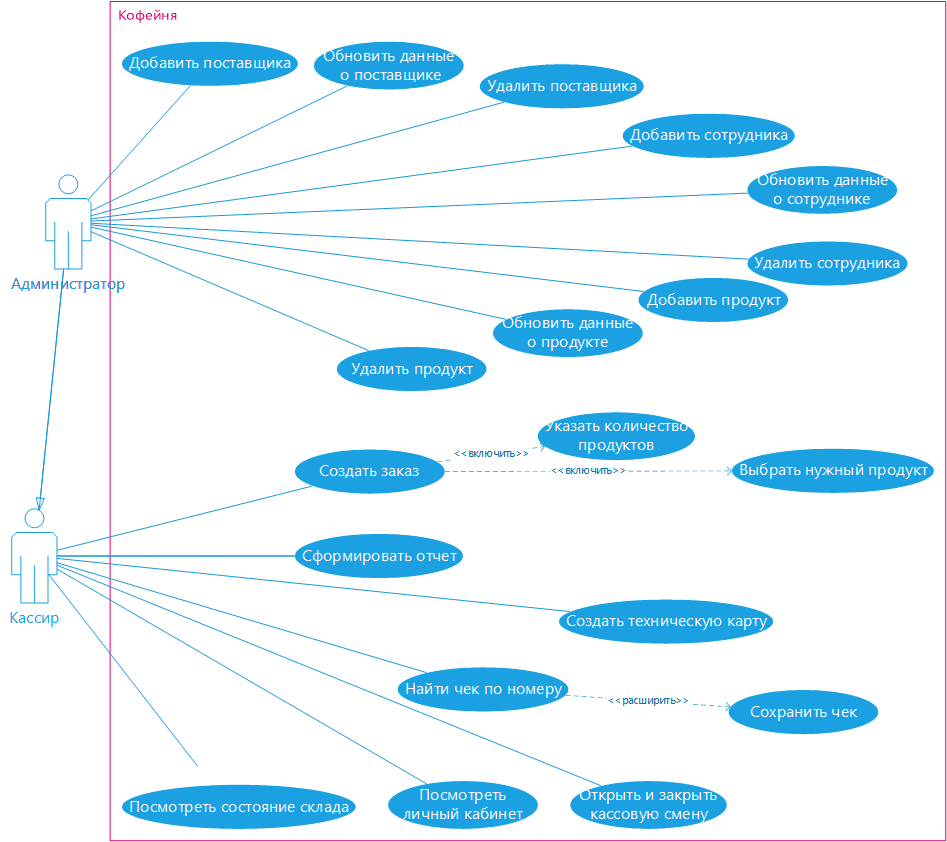 Кофейня
Добавить поставщика
Обновить данные
о поставщике
Удалить поставщика
Добавить сотрудника
Обновить данные
о сотруднике
Удалить сотрудника
Администратор
Добавить продукт
Обновить данные
о продукте
Удалить продукт
Указать количество
продуктов
<<включить>>
Создать заказ
<<включить>>
Выбрать нужный продукт
Сформировать отчет
Кассир
Создать техническую карту
Найти чек по номеру
<<расширить>>
Сохранить чек
Посмотреть состояние склада
Посмотреть
личный кабинет
Открыть и закрыть
кассовую смену